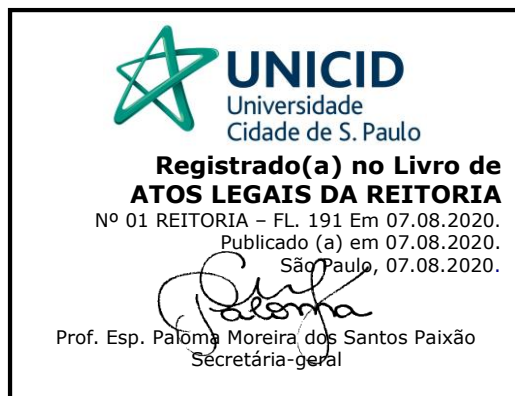 UNICID
Universidade
Cidade de S. Paulo
Registrado(a) no Livro de
ATOS LEGAIS DA REITORIA
Nº 01 REITORIA – FL. 191 Em 07.08.2020.
Publicado (a) em 07.08.2020.
São Paulo, 07.08.2020.
Paloma
Prof. Esp. Paloma Moreira dos Santos Paixão
Secretária-geral